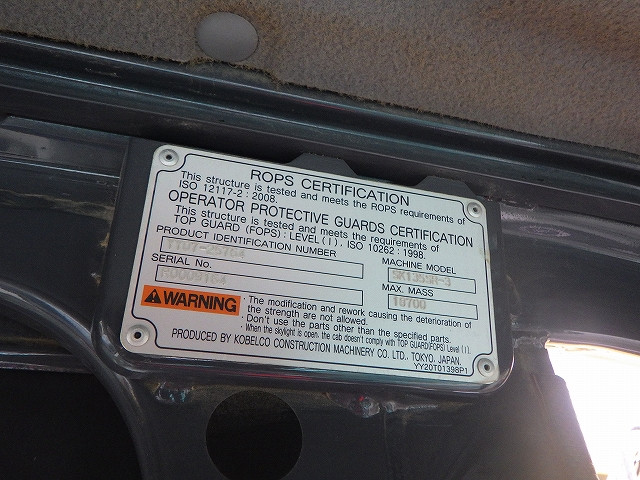 ROPS CERTIFICATION
This structure is tested and meets the ROPS requirements of
ISO 12117-2 : 2008.
OPERATOR PROTECTIVE GUARDS CERTIFICATION
This structure is tested and meets the requirements of
TOP GUARD (FOPS) : LEVEL (I), ISO 10262 : 1998.
PRODUCT IDENTIFICATION NUMBER
MACHINE MODEL
SK135SR-3
SERIAL No.
MAX. MASS
16700
WARNING
· The modification and rework causing the deterioration of
the strength are not allowed.
· Don't use the parts other than the specified parts.
· When the skylight is open, the cab doesn't comply with TOP GUARD(FOPS) Level (I).
PRODUCED BY KOBELCO CONSTRUCTION MACHINERY CO. LTD., TOKYO, JAPAN.
YY20T01398P1